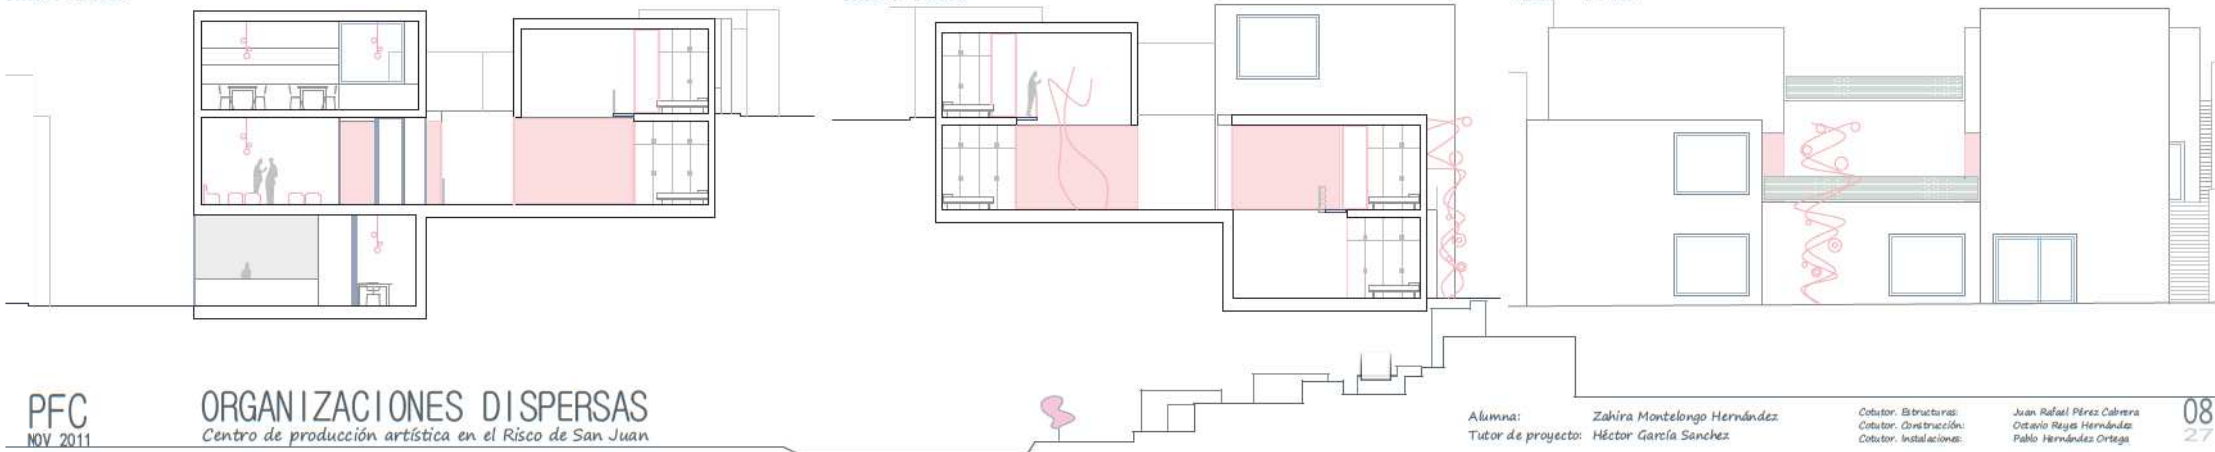 PFC
NOV 2011
ORGANIZACIONES DISPERSAS
Centro de producción artística en el Risco de San Juan
Alumna: Zahira Montelongo Hernández
Tutor de proyecto: Héctor García Sanchez
Cotutor. Estructuras: Juan Rafael Pérez Cabrera
Cotutor. Construcción: Octavio Reyes Hernández
Cotutor. Instalaciones: Pablo Hernández Ortega
08
27